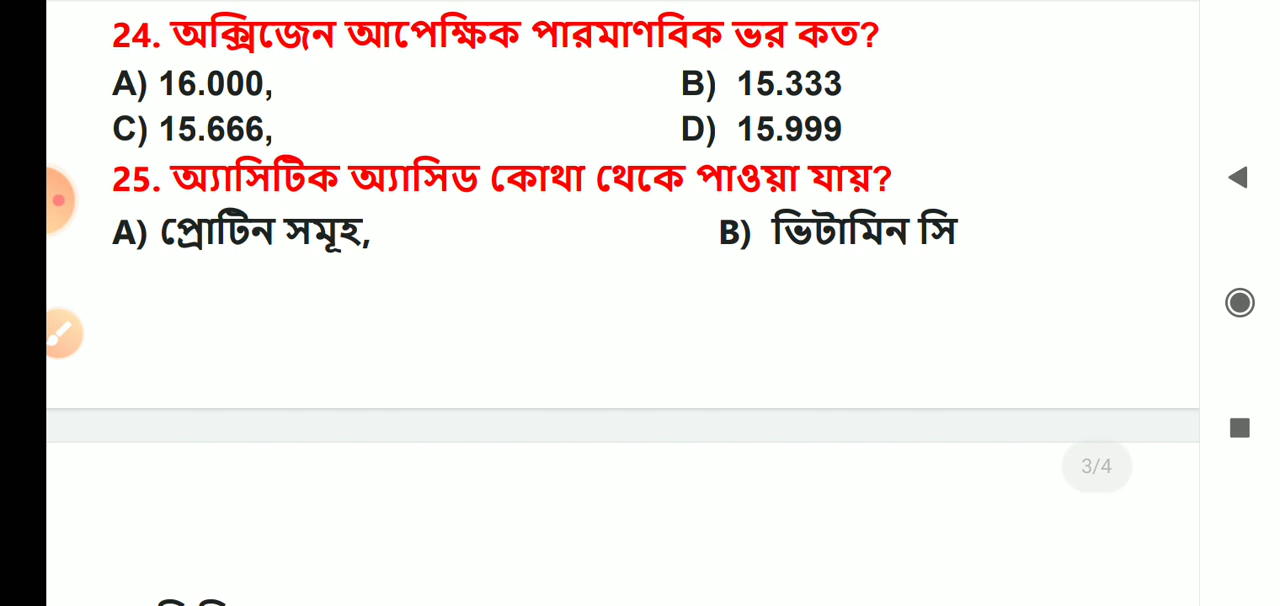 24. অক্সিজেন আপেক্ষিক পারমাণবিক ভর কত?
A) 16.000, B) 15.333
C) 15.666, D) 15.999
25. অ্যাসিটিক অ্যাসিড কোথা থেকে পাওয়া যায়?
A) প্রোটিন সমূহ, B) ভিটামিন সি
3/4